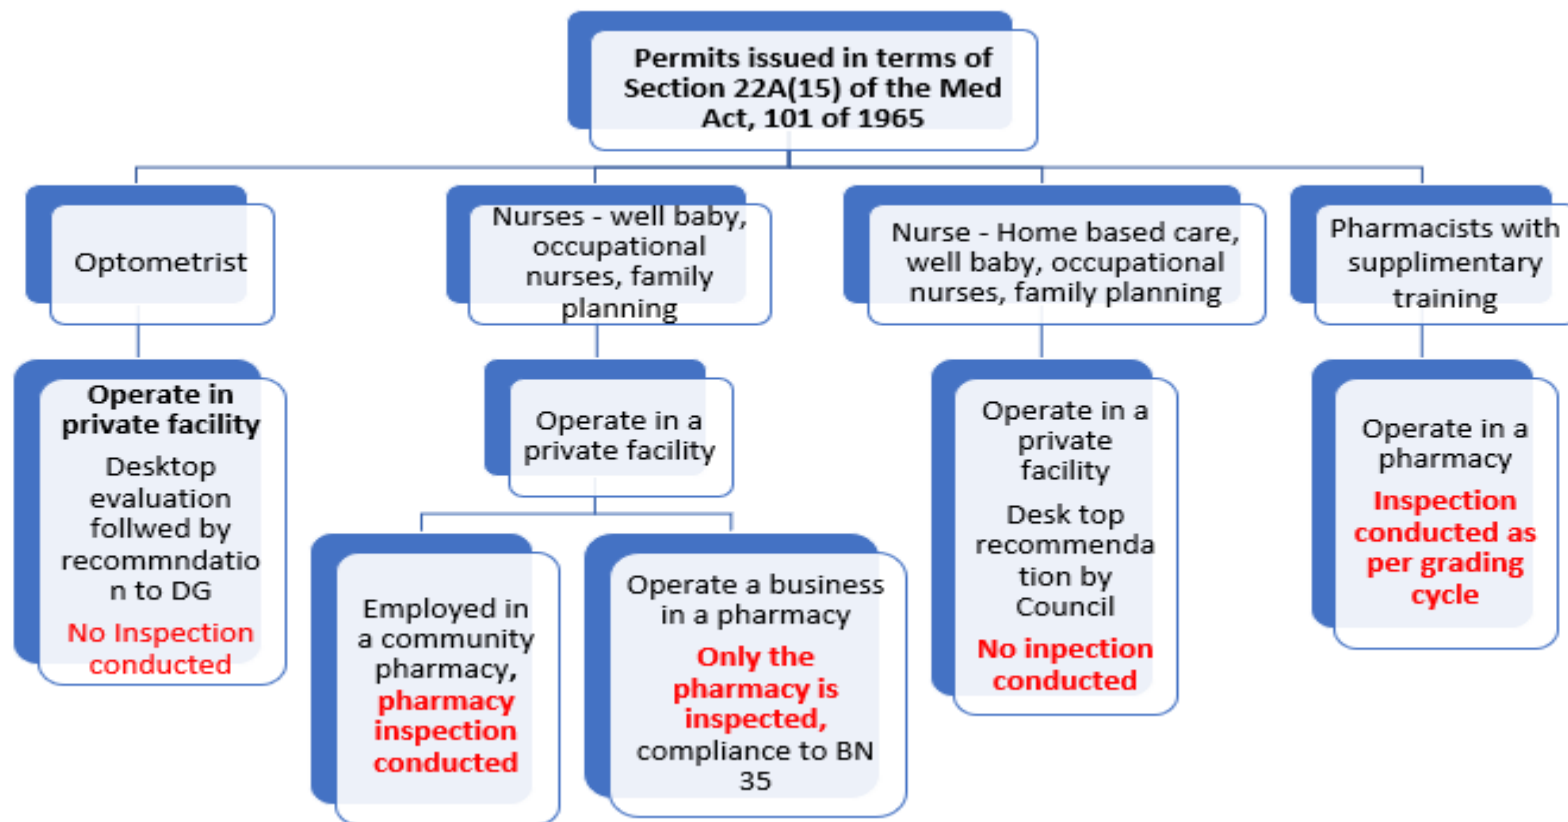 Permits issued in terms of
Section 22A(15) of the Med
Act, 101 of 1965
Optometrist
Nurses - well baby,
occupational
nurses, family
planning
Nurse - Home based care,
well baby, occupational
nurses, family planning
Pharmacists with
supplimentary
training
Operate in
private facility
Desktop
evaluation
follwed by
recommndatio
n to DG
No Inspection
conducted
Operate in a
private facility
Employed in
a community
pharmacy,
pharmacy
inspection
conducted
Operate a business
in a pharmacy
Only the
pharmacy is
inspected,
compliance to BN
35
Operate in a
private
facility
Desk top
recommenda
tion by
Council
No inpection
conducted
Operate in a
pharmacy
Inspection
conducted as
per grading
cycle